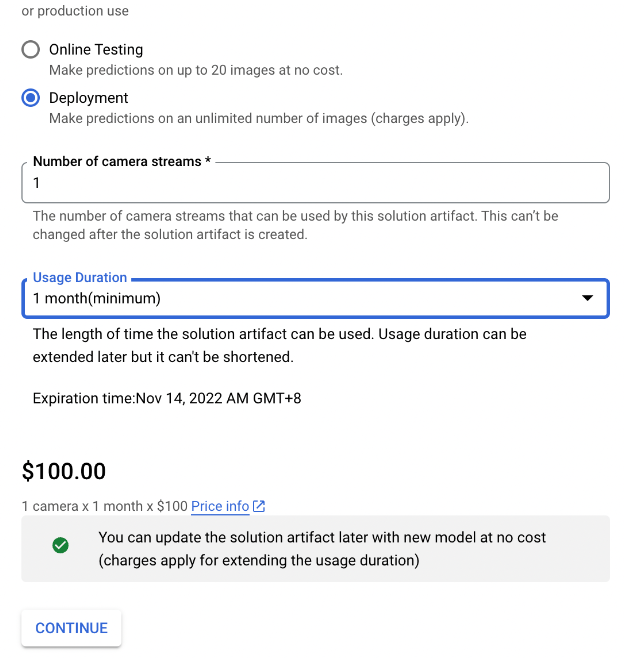 or production use
Online Testing
Make predictions on up to 20 images at no cost.
Deployment
Make predictions on an unlimited number of images (charges apply).
Number of camera streams *
1
The number of camera streams that can be used by this solution artifact. This can't be
changed after the solution artifact is created.
Usage Duration
1 month(minimum)
The length of time the solution artifact can be used. Usage duration can be
extended later but it can't be shortened.
Expiration time:Nov 14, 2022 AM GMT+8
$100.00
1 camera x 1 month x $100 Price info
You can update the solution artifact later with new model at no cost
(charges apply for extending the usage duration)
CONTINUE